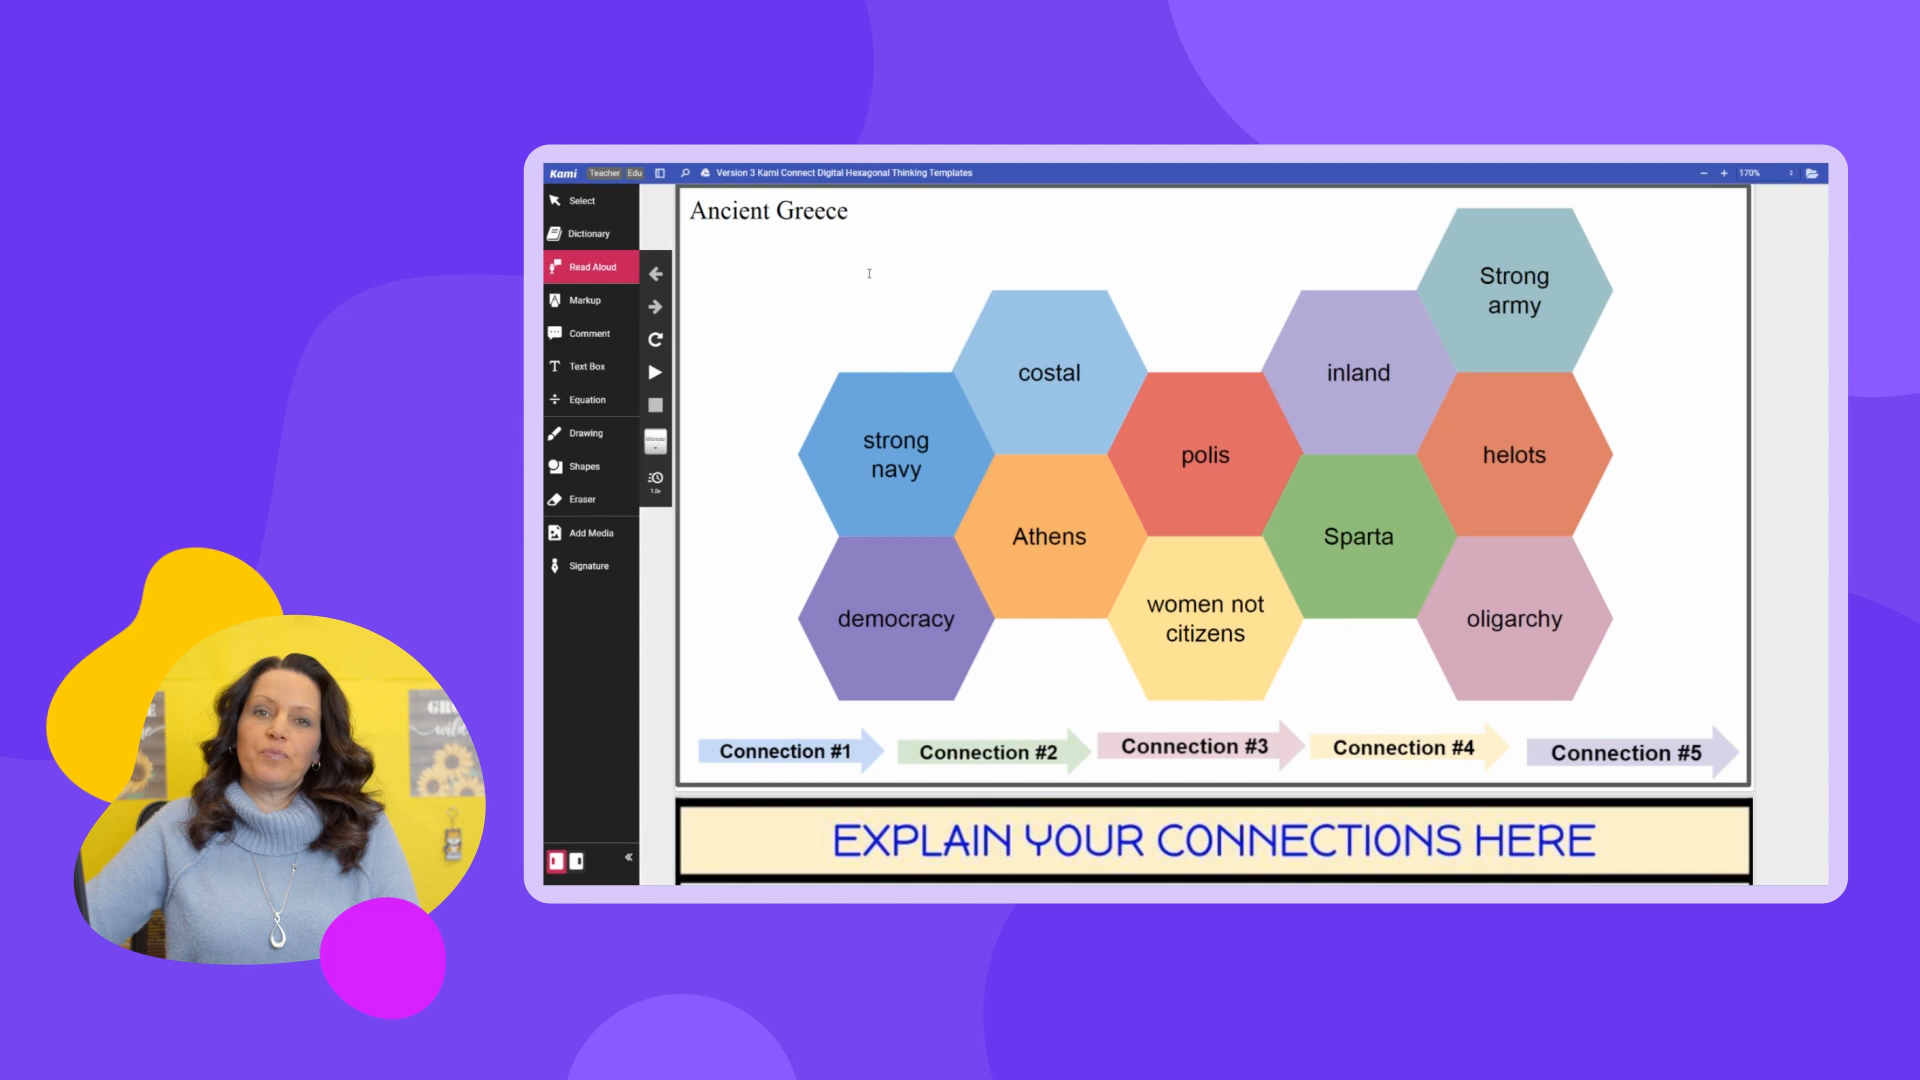 Kami Teacher Edu Version 3 Kami Connect Digital Hexagonal Thinking Templates 170%
Select
Dictionary
Read Aloud
Markup
Comment
Text Box
Equation
Drawing
Shapes
Eraser
Add Media
Signature
1.0x
Ancient Greece
Strong
army
costal
inland
strong
navy
polis
helots
Athens
Sparta
democracy
women not
citizens
oligarchy
Connection #1
Connection #2
Connection #3
Connection #4
Connection #5
EXPLAIN YOUR CONNECTIONS HERE